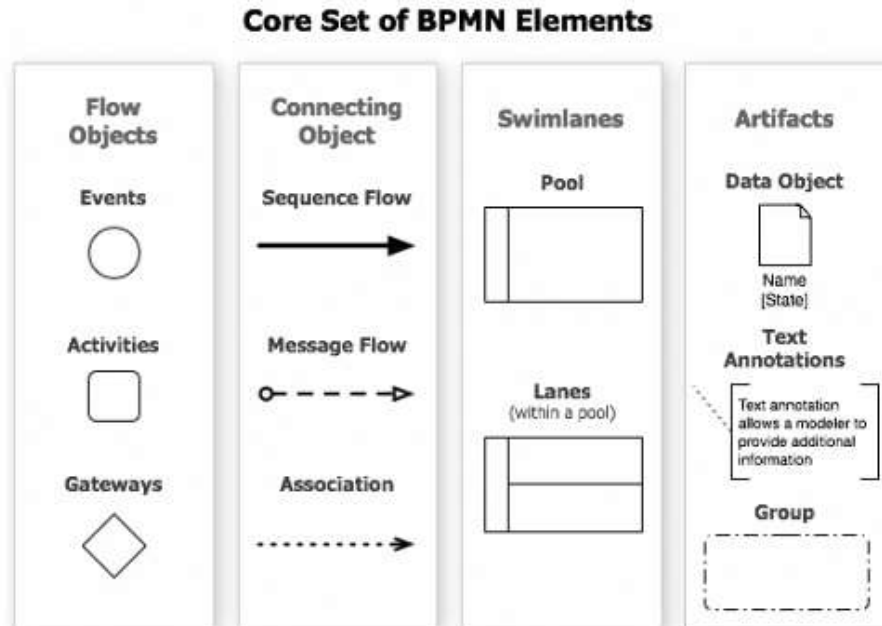 Core Set of BPMN Elements
Flow
Objects
Events
Activities
Gateways
Connecting
Object
Sequence Flow
Message Flow
Association
Swimlanes
Pool
Lanes
(within a pool)
Artifacts
Data Object
Name
[State]
Text
Annotations
Text annotation
allows a modeler to
provide additional
information
Group